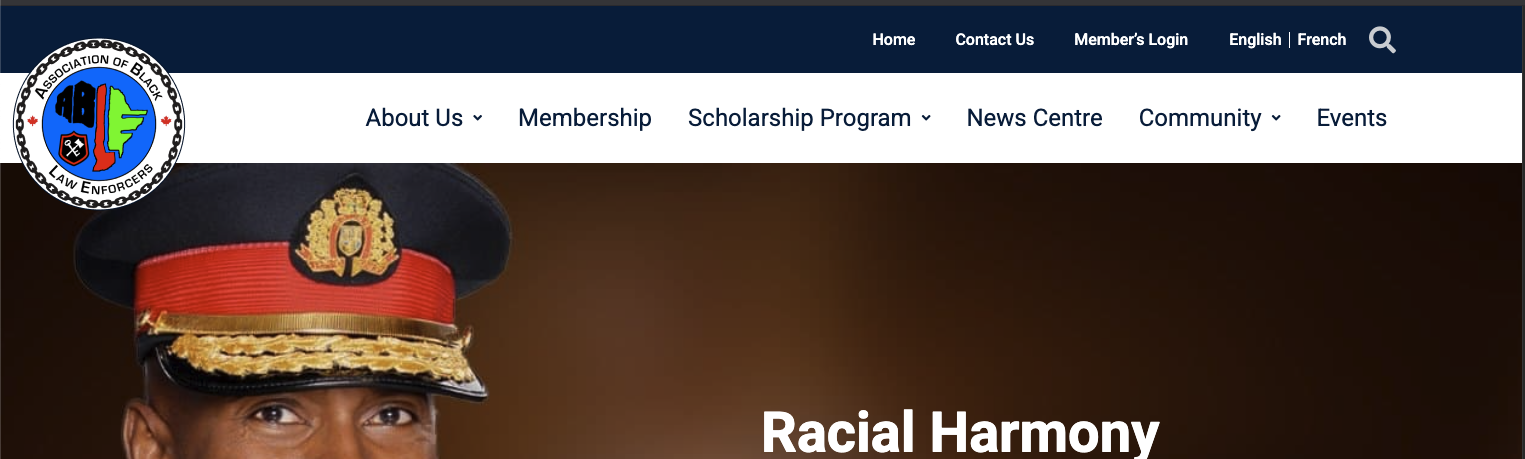 Home Contact Us Member's Login English | French
ASSOCIATION OF BLACK
LAW ENFORCERS
About Us Membership Scholarship Program News Centre Community Events
Racial Harmony